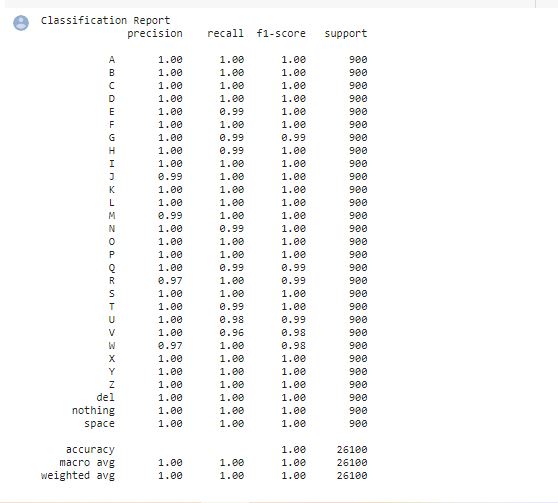 Classification Report
precision recall f1-score support
A 1.00 1.00 1.00 900
B 1.00 1.00 1.00 900
C 1.00 1.00 1.00 900
D 1.00 1.00 1.00 900
E 1.00 0.99 1.00 900
F 1.00 1.00 1.00 900
G 1.00 0.99 0.99 900
H 1.00 0.99 1.00 900
I 1.00 1.00 1.00 900
J 0.99 1.00 1.00 900
K 1.00 1.00 1.00 900
L 1.00 1.00 1.00 900
M 0.99 1.00 1.00 900
N 1.00 0.99 1.00 900
O 1.00 1.00 1.00 900
P 1.00 1.00 1.00 900
Q 1.00 0.99 0.99 900
R 0.97 1.00 0.99 900
S 1.00 1.00 1.00 900
T 1.00 0.99 1.00 900
U 1.00 0.98 0.99 900
V 1.00 0.96 0.98 900
W 0.97 1.00 0.98 900
X 1.00 1.00 1.00 900
Y 1.00 1.00 1.00 900
Z 1.00 1.00 1.00 900
del 1.00 1.00 1.00 900
nothing 1.00 1.00 1.00 900
space 1.00 1.00 1.00 900
accuracy 1.00 26100
macro avg 1.00 1.00 1.00 26100
weighted avg 1.00 1.00 1.00 26100